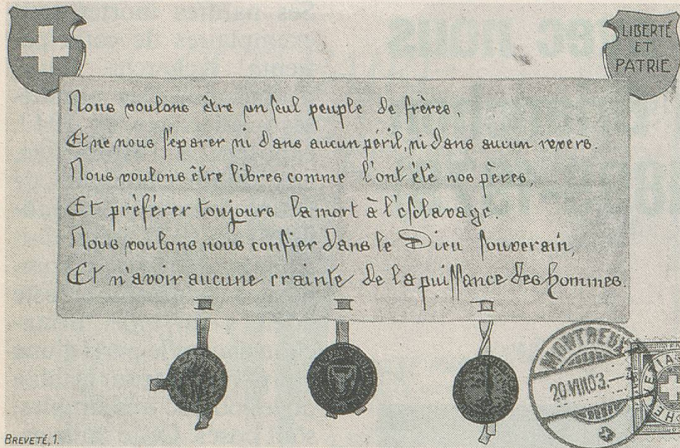 LIBERTÉ
ET
PATRIE
Nous voulons être un seul peuple de frères,
Et ne nous séparer ni dans aucun péril, ni dans aucun revers.
Nous voulons être libres comme l'ont été nos pères,
Et préférer toujours la mort à l'esclavage.
Nous voulons nous confier dans le Dieu souverain,
Et n'avoir aucune crainte de la puissance des hommes.
MONTREUX
20.VIII.03.—
BREVETÉ, 1.